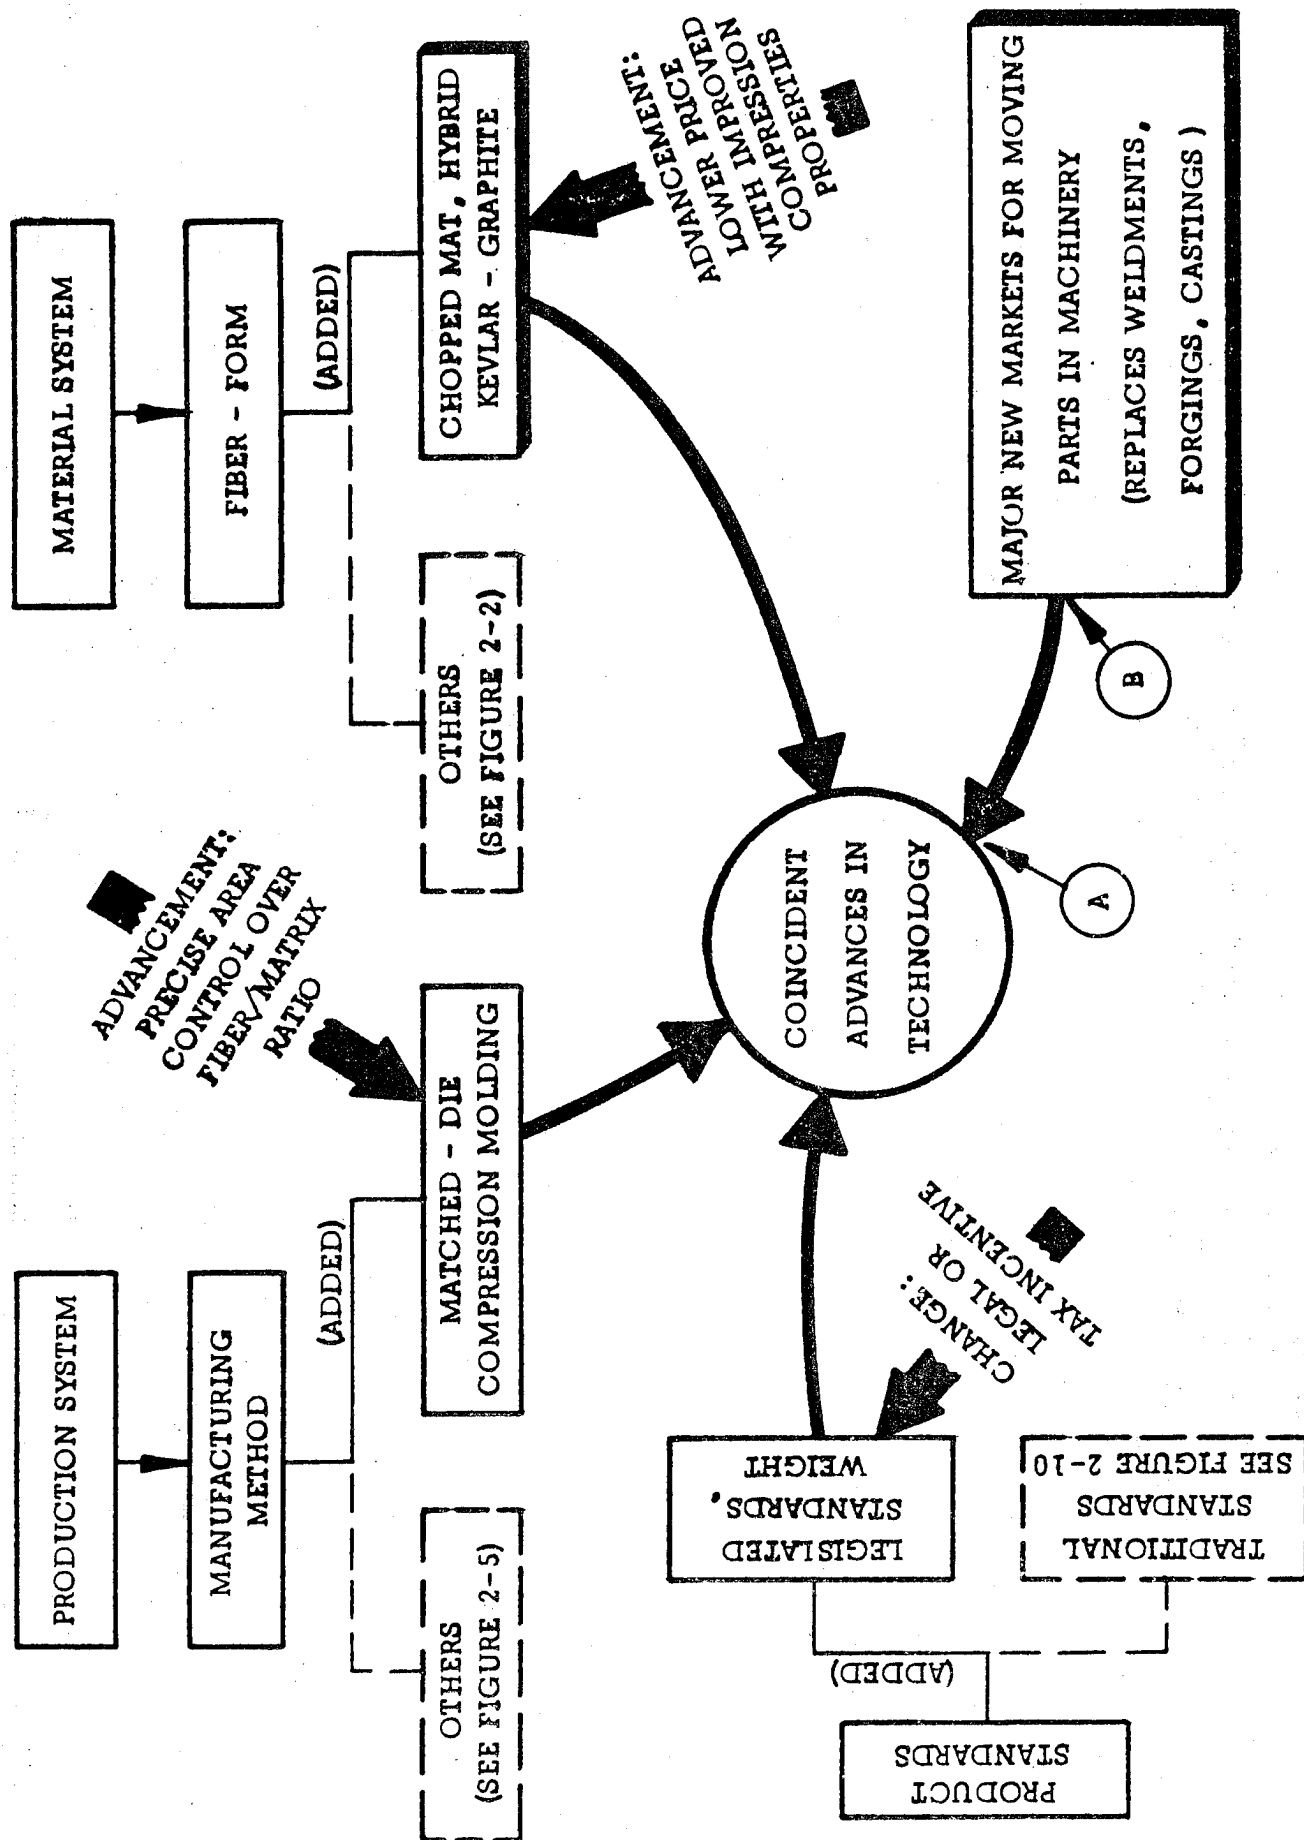 PRODUCTION SYSTEM
MANUFACTURING
METHOD
(ADDED)
OTHERS
(SEE FIGURE 2-5)
MATCHED - DIE
COMPRESSION MOLDING
ADVANCEMENT:
PRECISE AREA
CONTROL OVER
FIBER/MATRIX
RATIO
MATERIAL SYSTEM
FIBER - FORM
(ADDED)
OTHERS
(SEE FIGURE 2-2)
CHOPPED MAT, HYBRID
KEVLAR - GRAPHITE
ADVANCEMENT:
LOWER PRICE
WITH IMPROVED
COMPRESSION
PROPERTIES
PRODUCT
STANDARDS
(ADDED)
LEGISLATED
STANDARDS,
WEIGHT
TRADITIONAL
STANDARDS
SEE FIGURE 2-10
CHANGE:
LEGAL OR
TAX INCENTIVE
COINCIDENT
ADVANCES IN
TECHNOLOGY
A
B
MAJOR NEW MARKETS FOR MOVING
PARTS IN MACHINERY
(REPLACES WELDMENTS,
FORGINGS, CASTINGS )